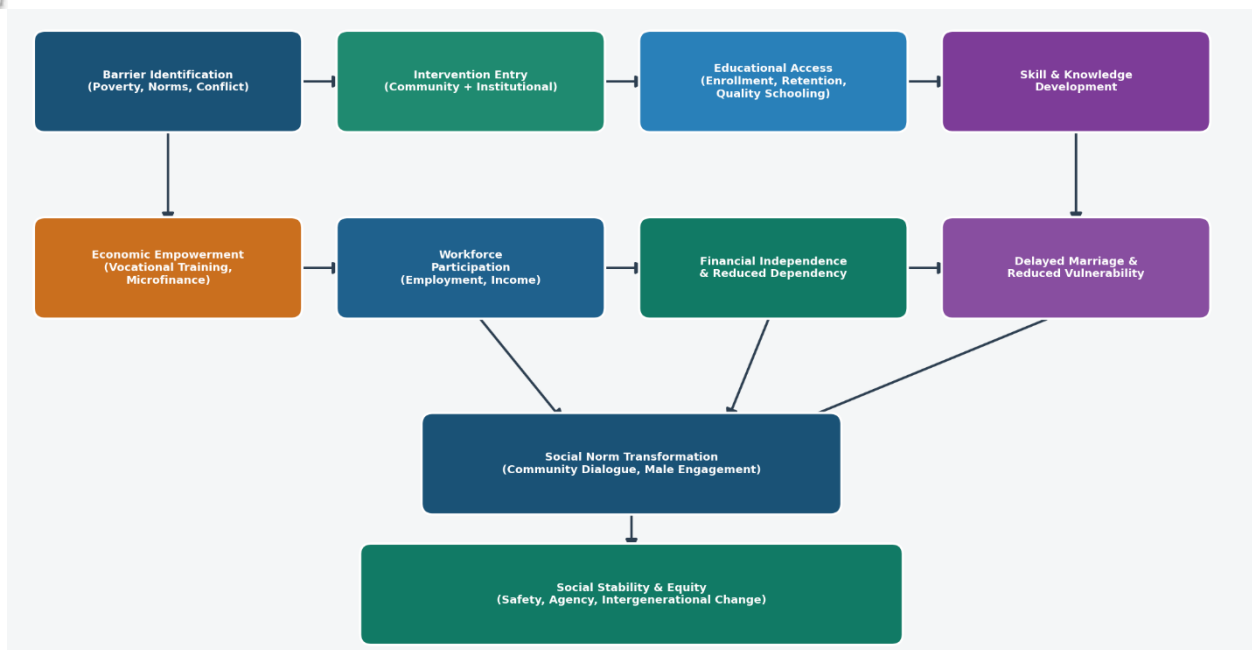 Barrier Identification
(Poverty, Norms, Conflict)
Intervention Entry
(Community + Institutional)
Educational Access
(Enrollment, Retention,
Quality Schooling)
Skill & Knowledge
Development
Economic Empowerment
(Vocational Training,
Microfinance)
Workforce
Participation
(Employment, Income)
Financial Independence
& Reduced Dependency
Delayed Marriage &
Reduced Vulnerability
Social Norm Transformation
(Community Dialogue, Male Engagement)
Social Stability & Equity
(Safety, Agency, Intergenerational Change)